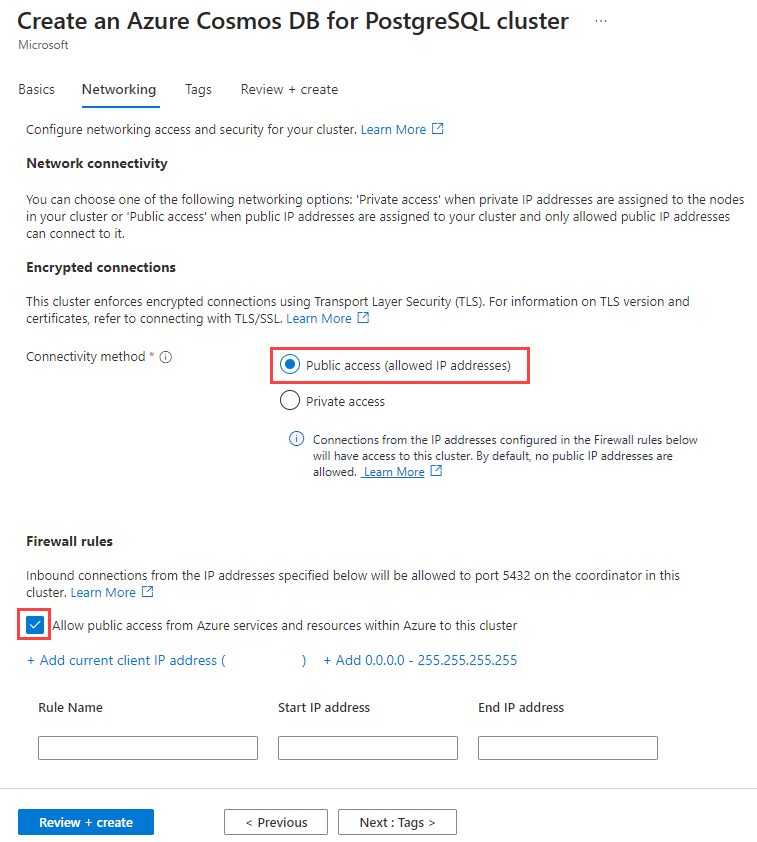 Create an Azure Cosmos DB for PostgreSQL cluster ...
Microsoft
Basics Networking Tags Review + create
Configure networking access and security for your cluster. Learn More
Network connectivity
You can choose one of the following networking options: 'Private access' when private IP addresses are assigned to the nodes
in your cluster or 'Public access' when public IP addresses are assigned to your cluster and only allowed public IP addresses
can connect to it.
Encrypted connections
This cluster enforces encrypted connections using Transport Layer Security (TLS). For information on TLS version and
certificates, refer to connecting with TLS/SSL. Learn More
Connectivity method *
Public access (allowed IP addresses)
Private access
Connections from the IP addresses configured in the Firewall rules below
will have access to this cluster. By default, no public IP addresses are
allowed. Learn More
Firewall rules
Inbound connections from the IP addresses specified below will be allowed to port 5432 on the coordinator in this
cluster. Learn More
Allow public access from Azure services and resources within Azure to this cluster
+ Add current client IP address ( ) + Add 0.0.0.0 - 255.255.255.255
Rule Name Start IP address End IP address
Review + create < Previous Next : Tags >